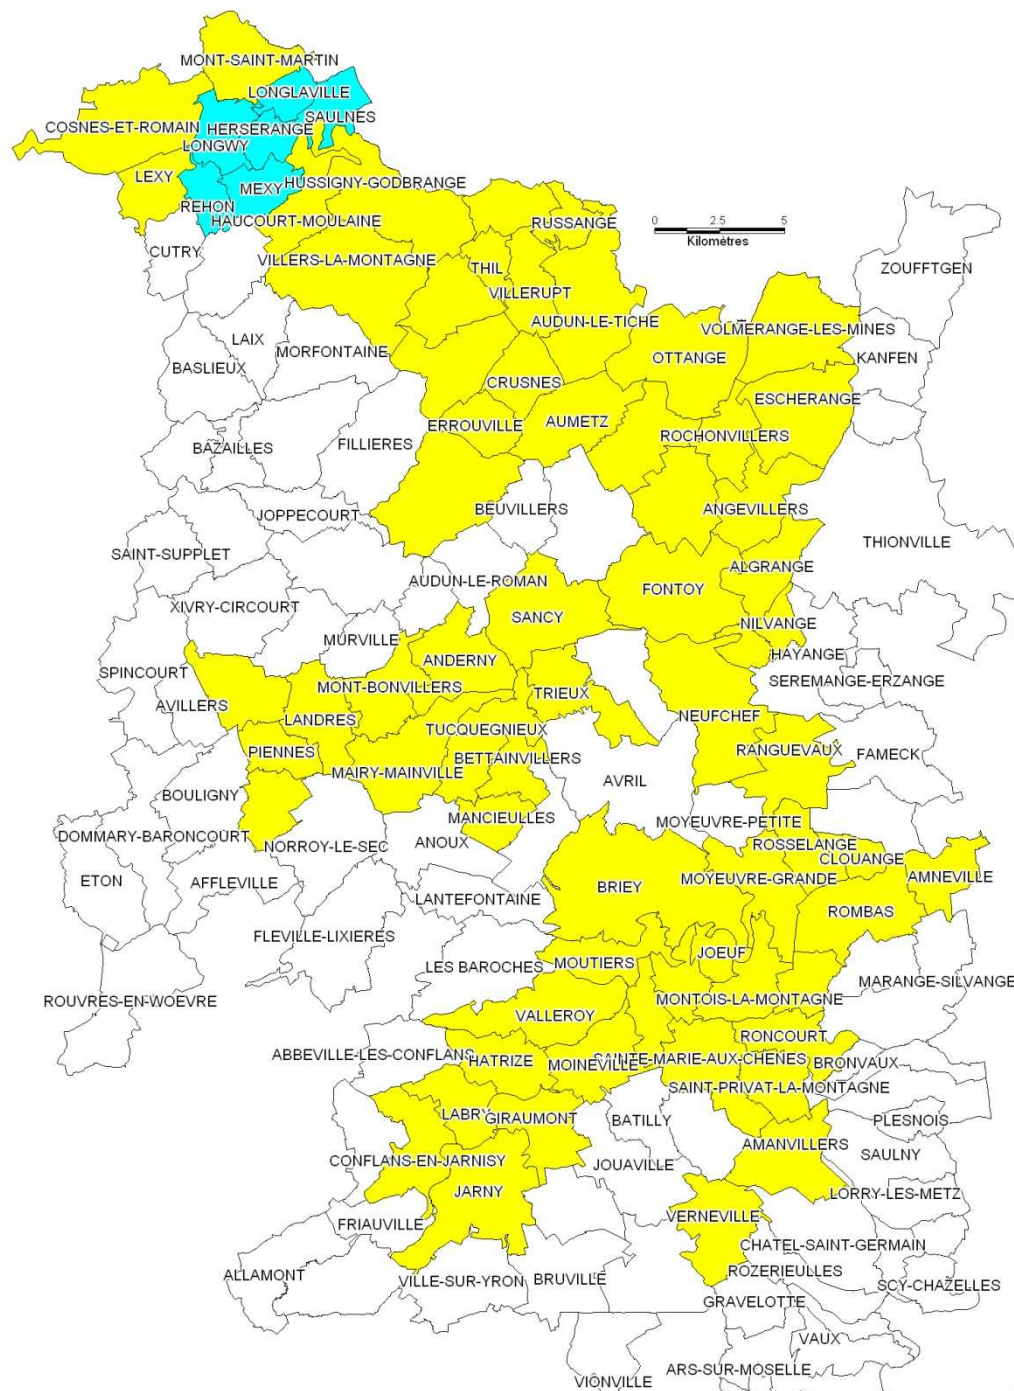 MONT-SAINT-MARTIN
LONGLAVILLE
SAULNES
COSNES-ET-ROMAIN
HERSERANGE
LONGWY
LEXY
MEXY
HUSSIGNY-GODBRANGE
REHON
HAUCOURT-MOULAINE
RUSSANGE
0 2.5 5
Kilomètres
CUTRY
VILLERS-LA-MONTAGNE
THIL
ZOUFFTGEN
VILLERUPT
AUDUN-LE-TICHE
VOLMERANGE-LES-MINES
LAIX
MORFONTAINE
OTTANGE
KANFEN
BASLIEUX
CRUSNES
ESCHERANGE
ERROUVILLE
AUMETZ
ROCHONVILLERS
BAZAILLES
FILLIERES
BEUVILLERS
ANGEVILLERS
JOPPECOURT
THIONVILLE
SAINT-SUPPLET
AUDUN-LE-ROMAN
ALGRANGE
FONTOY
XIVRY-CIRCOURT
SANCY
NILVANGE
MURVILLE
HAYANGE
ANDERNY
SPINCOURT
MONT-BONVILLERS
TRIEUX
SEREMANGE-ERZANGE
AVILLERS
LANDRES
NEUFCHEF
TUCQUEGNIEUX
PIENNES
RANGUEVAUX
BETTAINVILLERS
FAMECK
MAIRY-MAINVILLE
AVRIL
BOULIGNY
MANCIEULLES
MOYEUVRE-PETITE
DOMMARY-BARONCOURT
NORROY-LE-SEC
ANOUX
ROSSELANGE
CLOUANGE
ETON
AFFLEVILLE
BRIEY
MOYEUVRE-GRANDE
AMNEVILLE
LANTEFONTAINE
ROMBAS
FLEVILLE-LIXIERES
JOEUF
LES BAROCHES
MOUTIERS
MARANGE-SILVANGE
ROUVRES-EN-WOEVRE
MONTOIS-LA-MONTAGNE
VALLEROY
RONCOURT
ABBEVILLE-LES-CONFLANS
HATRIZE
MOINEVILLE
SAINTE-MARIE-AUX-CHENES
BRONVAUX
SAINT-PRIVAT-LA-MONTAGNE
LABRY
GIRAUMONT
BATILLY
PLESNOIS
AMANVILLERS
SAULNY
CONFLANS-EN-JARNISY
JOUAVILLE
JARNY
LORRY-LES-METZ
FRIAUVILLE
VERNEVILLE
CHATEL-SAINT-GERMAIN
ALLAMONT
VILLE-SUR-YRON
BRUVILLE
ROZERIEULLES
SCY-CHAZELLES
GRAVELOTTE
VAUX
VIONVILLE
ARS-SUR-MOSELLE